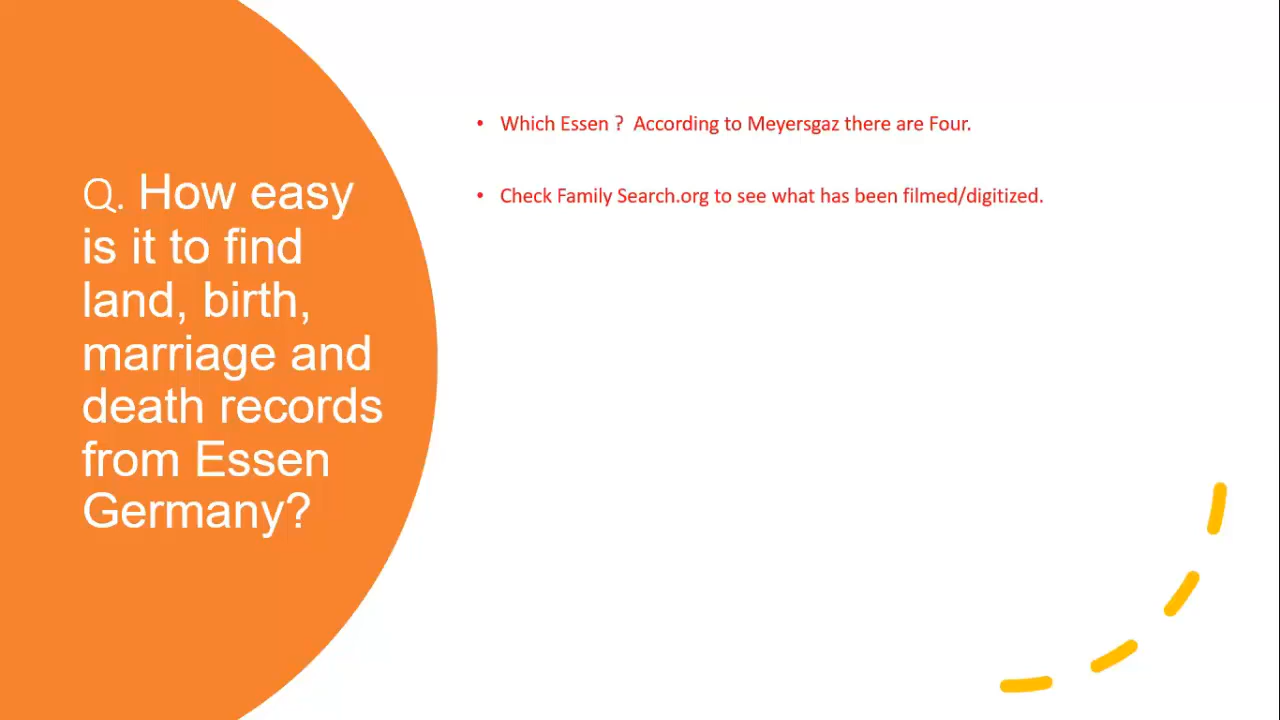 Q. How easy
is it to find
land, birth,
marriage and
death records
from Essen
Germany?
• Which Essen ? According to Meyersgaz there are Four.
• Check Family Search.org to see what has been filmed/digitized.